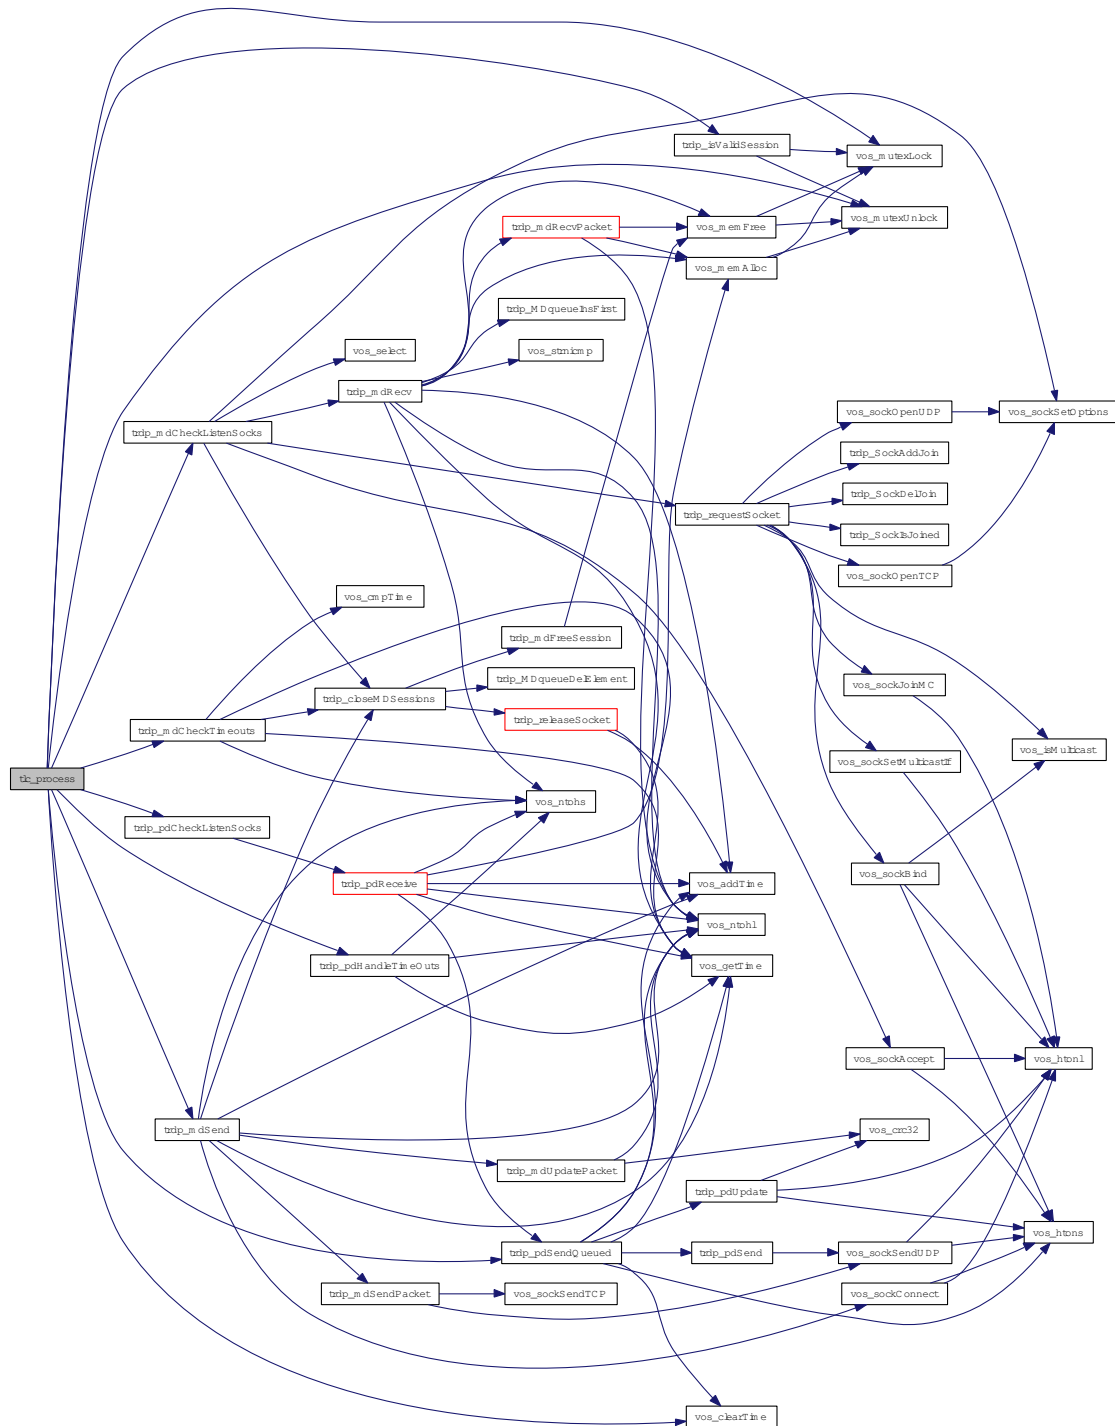 trdp_isValidSession
vos_mutexLock
vos_mutexUnlock
trdp_mdRecvPacket
vos_memFree
vos_memAlloc
trdp_MDqueueInsFirst
vos_select
vos_strnicmp
trdp_mdRecv
vos_sockOpenUDP
vos_sockSetOptions
trdp_mdCheckListenSocks
trdp_SockAddJoin
trdp_SockDelJoin
trdp_requestSocket
trdp_SockIsJoined
vos_sockOpenTCP
vos_cmpTime
trdp_mdFreeSession
trdp_MDqueueDelElement
vos_sockJoinMC
trdp_closeMDSessions
trdp_releaseSocket
trdp_mdCheckTimeouts
vos_isMulticast
vos_sockSetMulticastIf
tlc_process
vos_ntohs
trdp_pdCheckListenSocks
vos_sockBind
trdp_pdReceive
vos_addTime
vos_ntohl
trdp_pdHandleTimeOuts
vos_getTime
vos_sockAccept
vos_htonl
trdp_mdSend
vos_crc32
trdp_mdUpdatePacket
trdp_pdUpdate
vos_htons
trdp_pdSendQueued
trdp_pdSend
vos_sockSendUDP
trdp_mdSendPacket
vos_sockSendTCP
vos_sockConnect
vos_clearTime